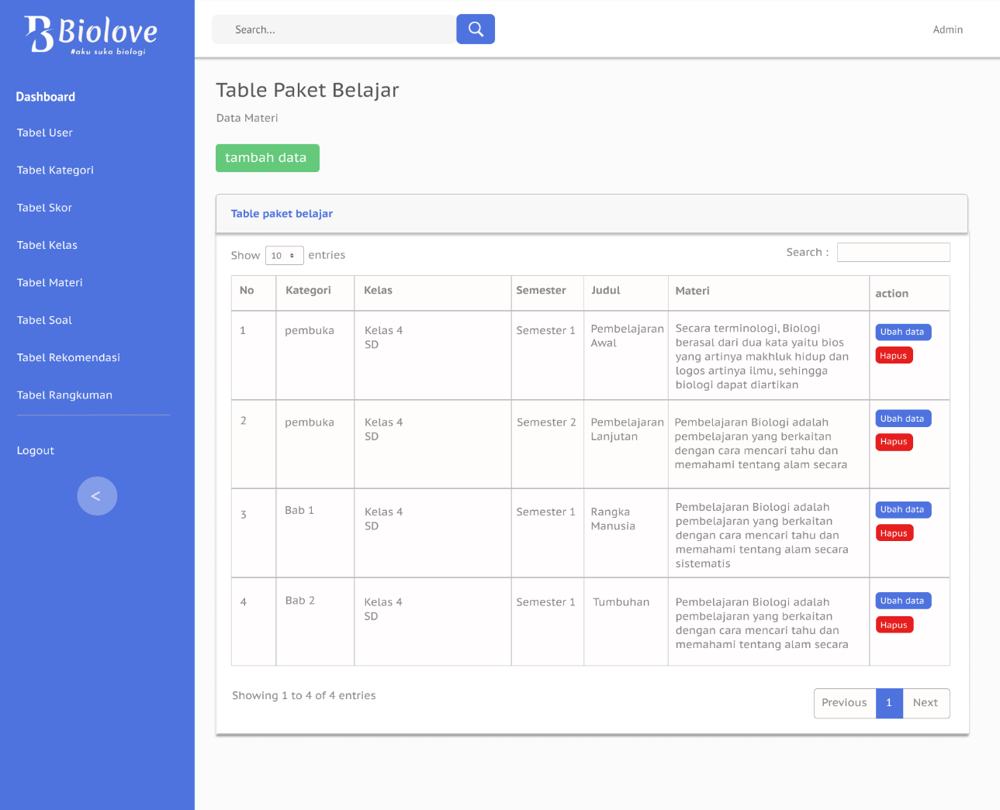 Biolove
#aku suka biologi
Search...
Admin
Dashboard
Tabel User
Tabel Kategori
Tabel Skor
Tabel Kelas
Tabel Materi
Tabel Soal
Tabel Rekomendasi
Tabel Rangkuman
Logout
<
Table Paket Belajar
Data Materi
tambah data
Table paket belajar
Show 10 entries
Search :
No Kategori Kelas Semester Judul Materi action
1 pembuka Kelas 4 SD Semester 1 Pembelajaran Awal
Secara terminologi, Biologi
berasal dari dua kata yaitu bios
yang artinya makhluk hidup dan
logos artinya ilmu, sehingga
biologi dapat diartikan
Ubah data
Hapus
2 pembuka Kelas 4 SD Semester 2 Pembelajaran Lanjutan
Pembelajaran Biologi adalah
pembelajaran yang berkaitan
dengan cara mencari tahu dan
memahami tentang alam secara
Ubah data
Hapus
3 Bab 1 Kelas 4 SD Semester 1 Rangka Manusia
Pembelajaran Biologi adalah
pembelajaran yang berkaitan
dengan cara mencari tahu dan
memahami tentang alam secara
sistematis
Ubah data
Hapus
4 Bab 2 Kelas 4 SD Semester 1 Tumbuhan
Pembelajaran Biologi adalah
pembelajaran yang berkaitan
dengan cara mencari tahu dan
memahami tentang alam secara
Ubah data
Hapus
Showing 1 to 4 of 4 entries
Previous 1 Next